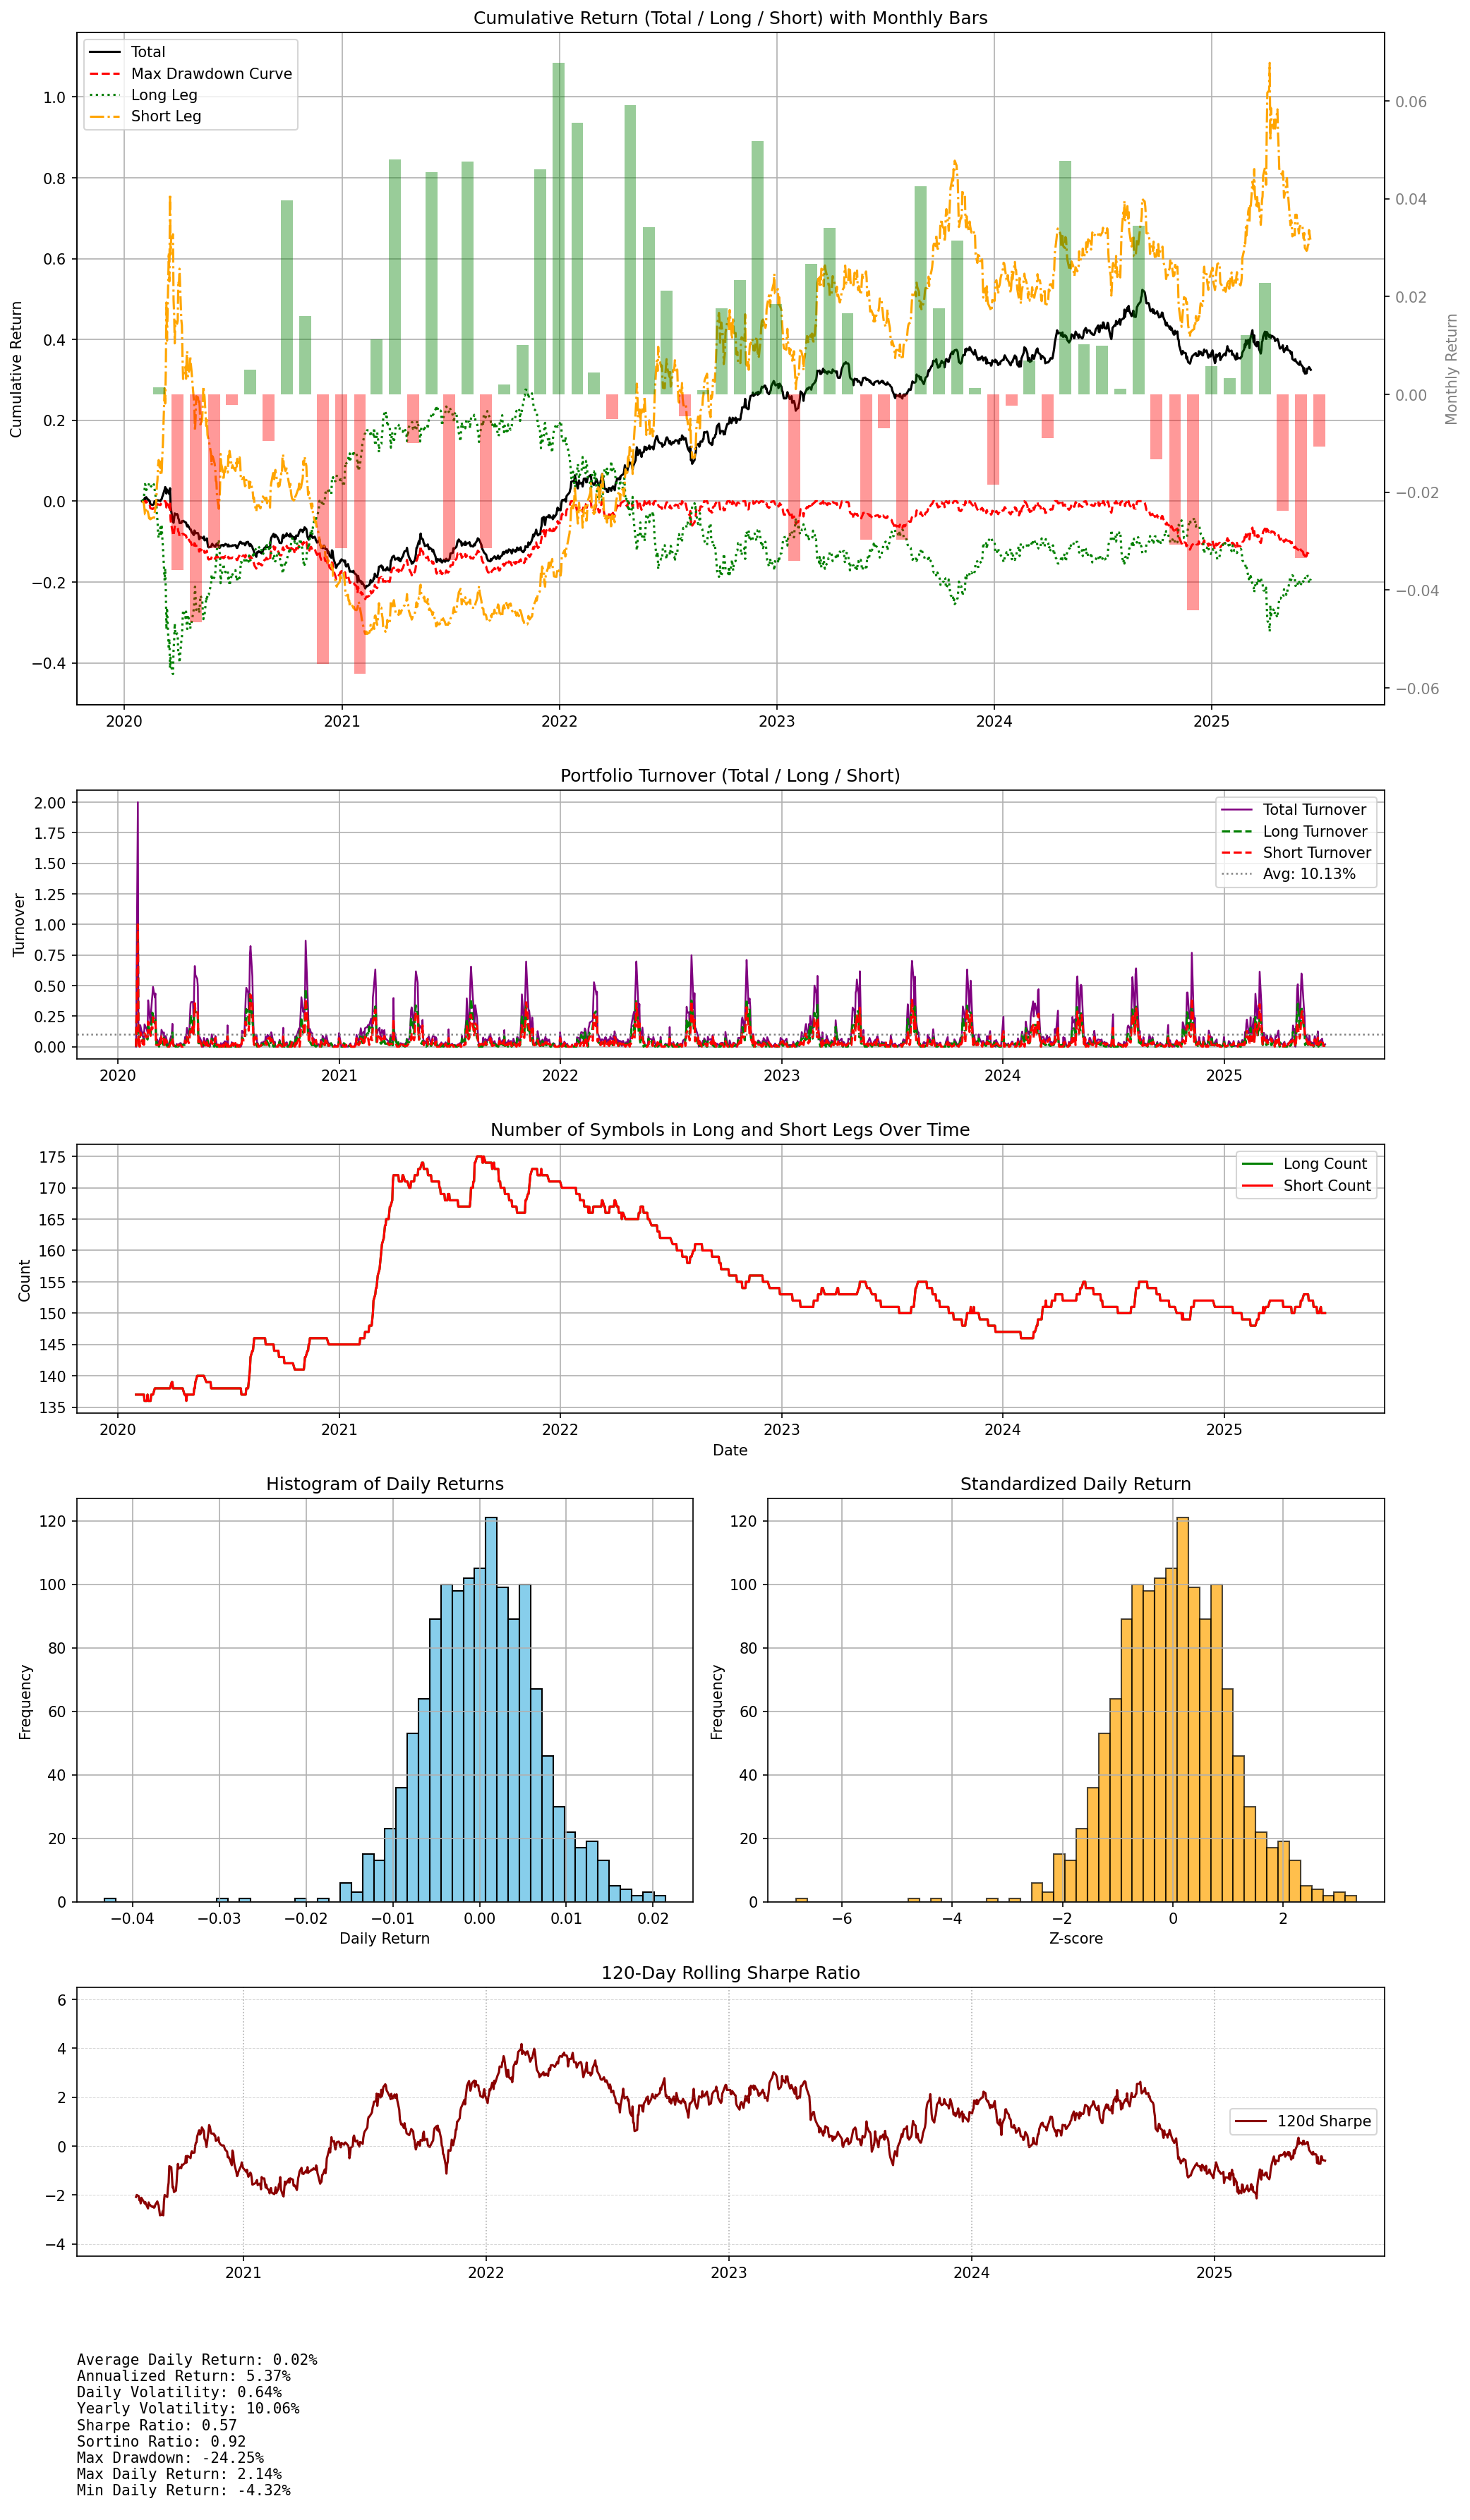 Cumulative Return (Total / Long / Short) with Monthly Bars
Total
Max Drawdown Curve
Long Leg
Short Leg
Cumulative Return
1.0
0.8
0.6
0.4
0.2
0.0
−0.2
−0.4
0.06
0.04
0.02
0.00
−0.02
−0.04
−0.06
Monthly Return
2020 2021 2022 2023 2024 2025
Portfolio Turnover (Total / Long / Short)
Total Turnover
Long Turnover
Short Turnover
Avg: 10.13%
Turnover
2.00
1.75
1.50
1.25
1.00
0.75
0.50
0.25
0.00
2020 2021 2022 2023 2024 2025
Number of Symbols in Long and Short Legs Over Time
Long Count
Short Count
Count
175
170
165
160
155
150
145
140
135
2020 2021 2022 2023 2024 2025
Date
Histogram of Daily Returns
Frequency
120
100
80
60
40
20
0
−0.04 −0.03 −0.02 −0.01 0.00 0.01 0.02
Daily Return
Standardized Daily Return
Frequency
120
100
80
60
40
20
0
−6 −4 −2 0 2
Z-score
120-Day Rolling Sharpe Ratio
120d Sharpe
6
4
2
0
−2
−4
2021 2022 2023 2024 2025
Average Daily Return: 0.02%
Annualized Return: 5.37%
Daily Volatility: 0.64%
Yearly Volatility: 10.06%
Sharpe Ratio: 0.57
Sortino Ratio: 0.92
Max Drawdown: -24.25%
Max Daily Return: 2.14%
Min Daily Return: -4.32%